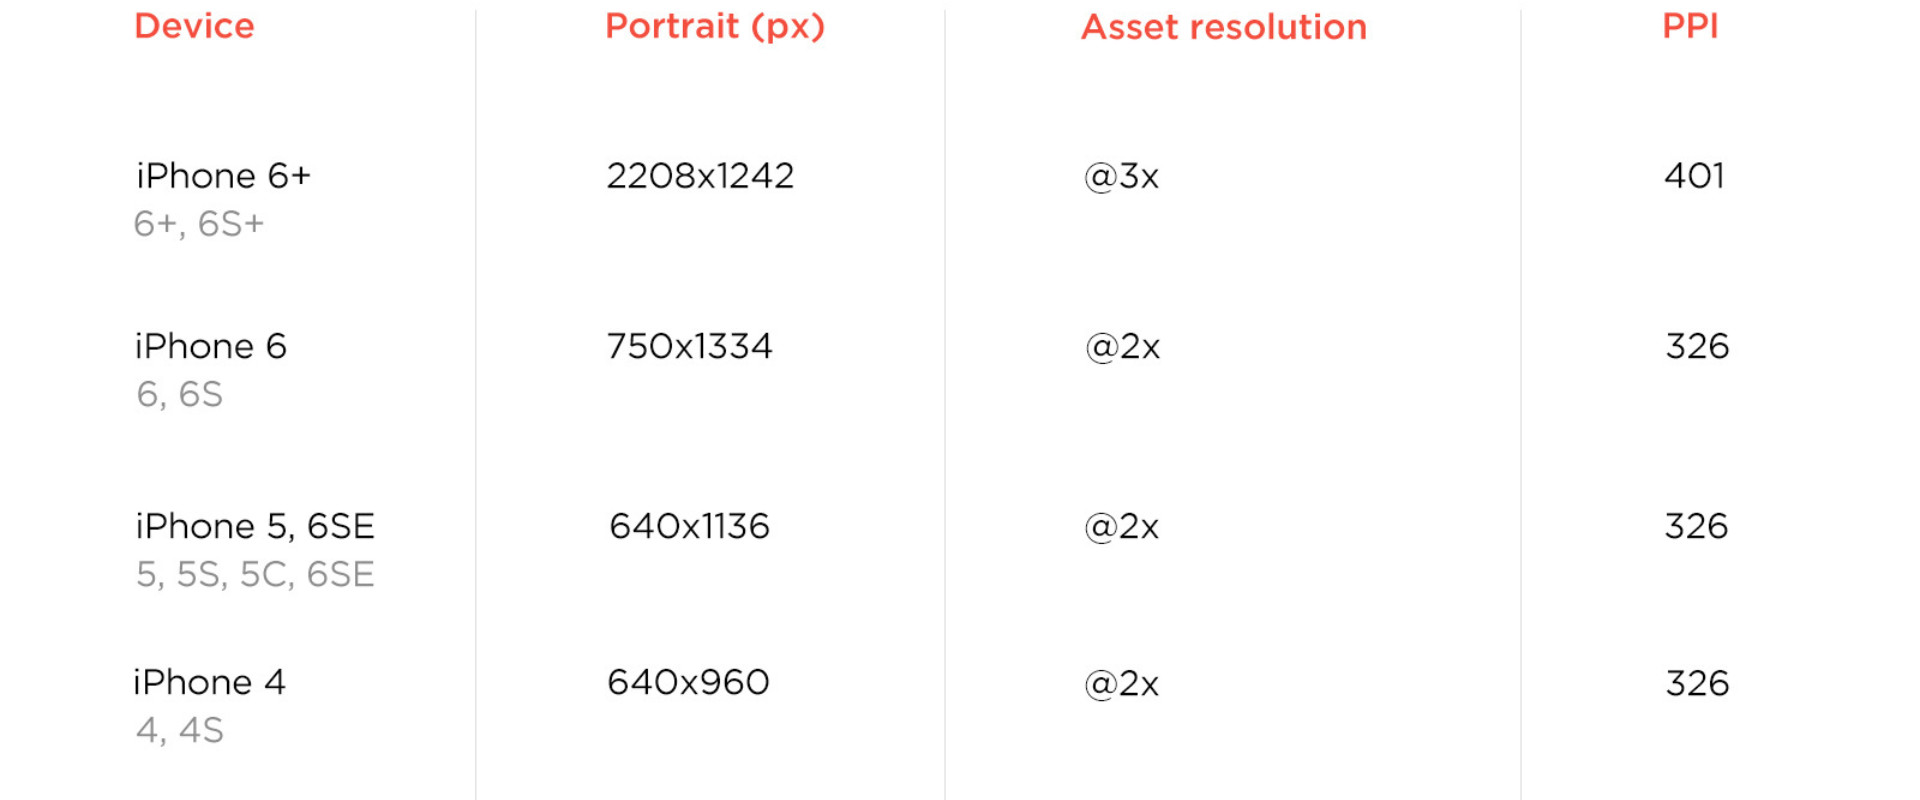 Device Portrait (px) Asset resolution PPI
iPhone 6+ 2208x1242 @3x 401
6+, 6S+
iPhone 6 750x1334 @2x 326
6, 6S
iPhone 5, 6SE 640x1136 @2x 326
5, 5S, 5C, 6SE
iPhone 4 640x960 @2x 326
4, 4S